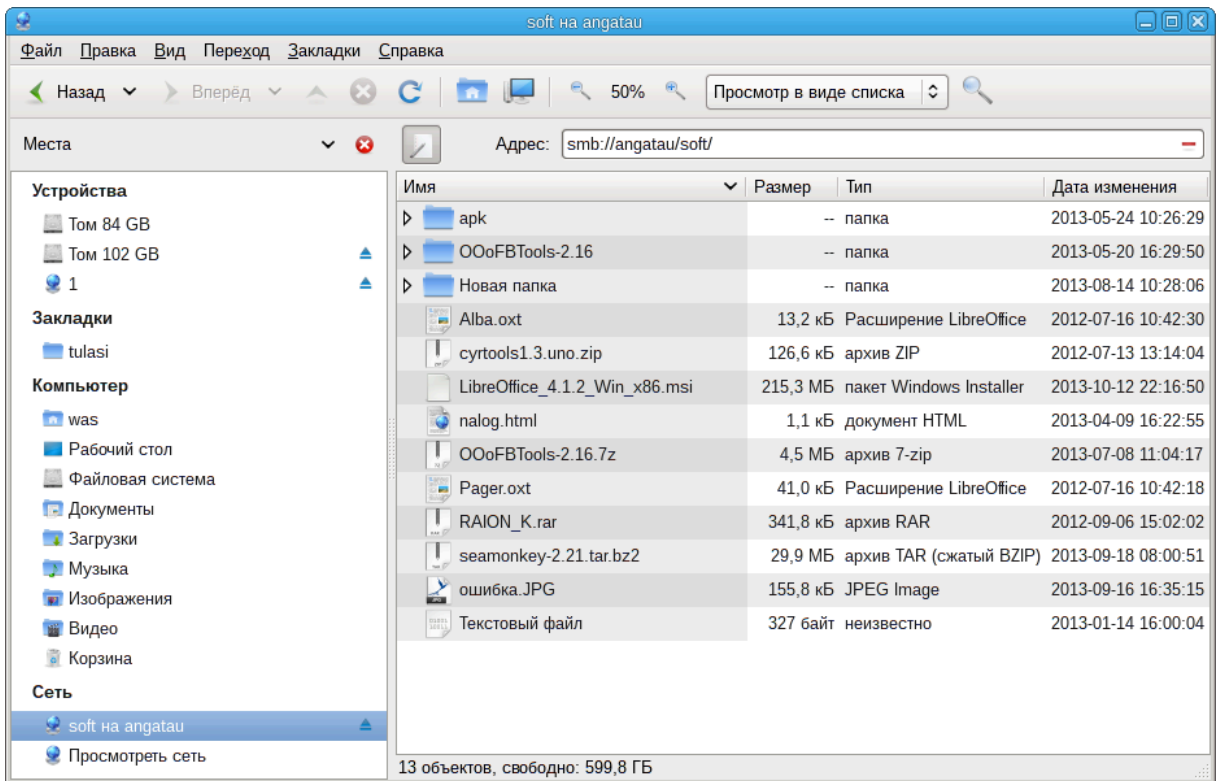 soft на angatau
Файл Правка Вид Переход Закладки Справка
Назад Вперёд 50% Просмотр в виде списка
Места
Адрес: smb://angatau/soft/
Устройства
Том 84 GB
Том 102 GB
1
Закладки
tulasi
Компьютер
was
Рабочий стол
Файловая система
Документы
Загрузки
Музыка
Изображения
Видео
Корзина
Сеть
soft на angatau
Просмотреть сеть
Имя Размер Тип Дата изменения
apk -- папка 2013-05-24 10:26:29
OOoFBTools-2.16 -- папка 2013-05-20 16:29:50
Новая папка -- папка 2013-08-14 10:28:06
Alba.oxt 13,2 кБ Расширение LibreOffice 2012-07-16 10:42:30
cyrtools1.3.uno.zip 126,6 кБ архив ZIP 2012-07-13 13:14:04
LibreOffice_4.1.2_Win_x86.msi 215,3 МБ пакет Windows Installer 2013-10-12 22:16:50
nalog.html 1,1 кБ документ HTML 2013-04-09 16:22:55
OOoFBTools-2.16.7z 4,5 МБ архив 7-zip 2013-07-08 11:04:17
Pager.oxt 41,0 кБ Расширение LibreOffice 2012-07-16 10:42:18
RAION_K.rar 341,8 кБ архив RAR 2012-09-06 15:02:02
seamonkey-2.21.tar.bz2 29,9 МБ архив TAR (сжатый BZIP) 2013-09-18 08:00:51
ошибка.JPG 155,8 кБ JPEG Image 2013-09-16 16:35:15
Текстовый файл 327 байт неизвестно 2013-01-14 16:00:04
13 объектов, свободно: 599,8 ГБ